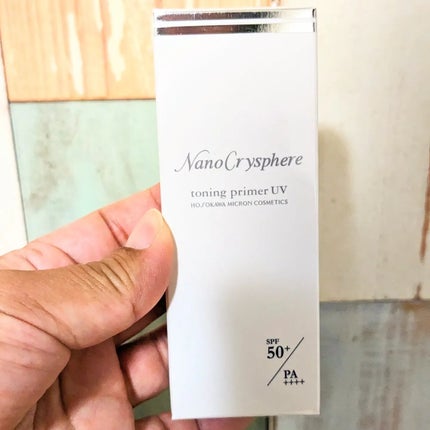 NanoCrysphere
toning primer UV
HOSOKAWA MICRON COSMETICS
SPF
50+
PA
++++